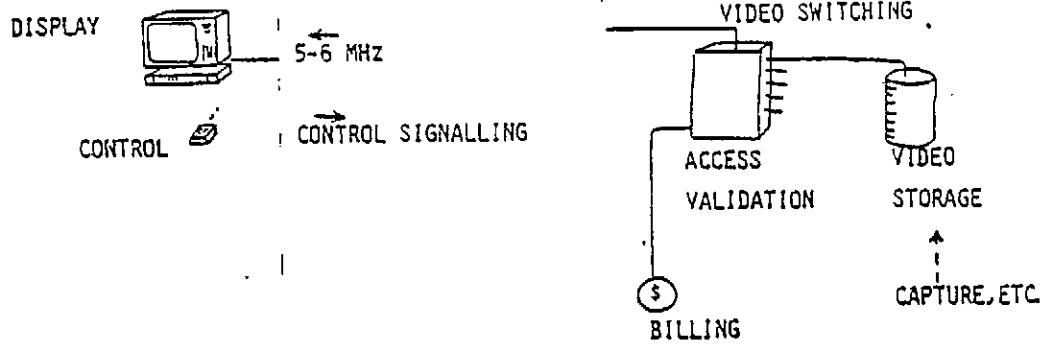 DISPLAY
5-6 MHz
CONTROL
CONTROL SIGNALLING
VIDEO SWITCHING
ACCESS
VALIDATION
VIDEO
STORAGE
$
BILLING
CAPTURE, ETC.